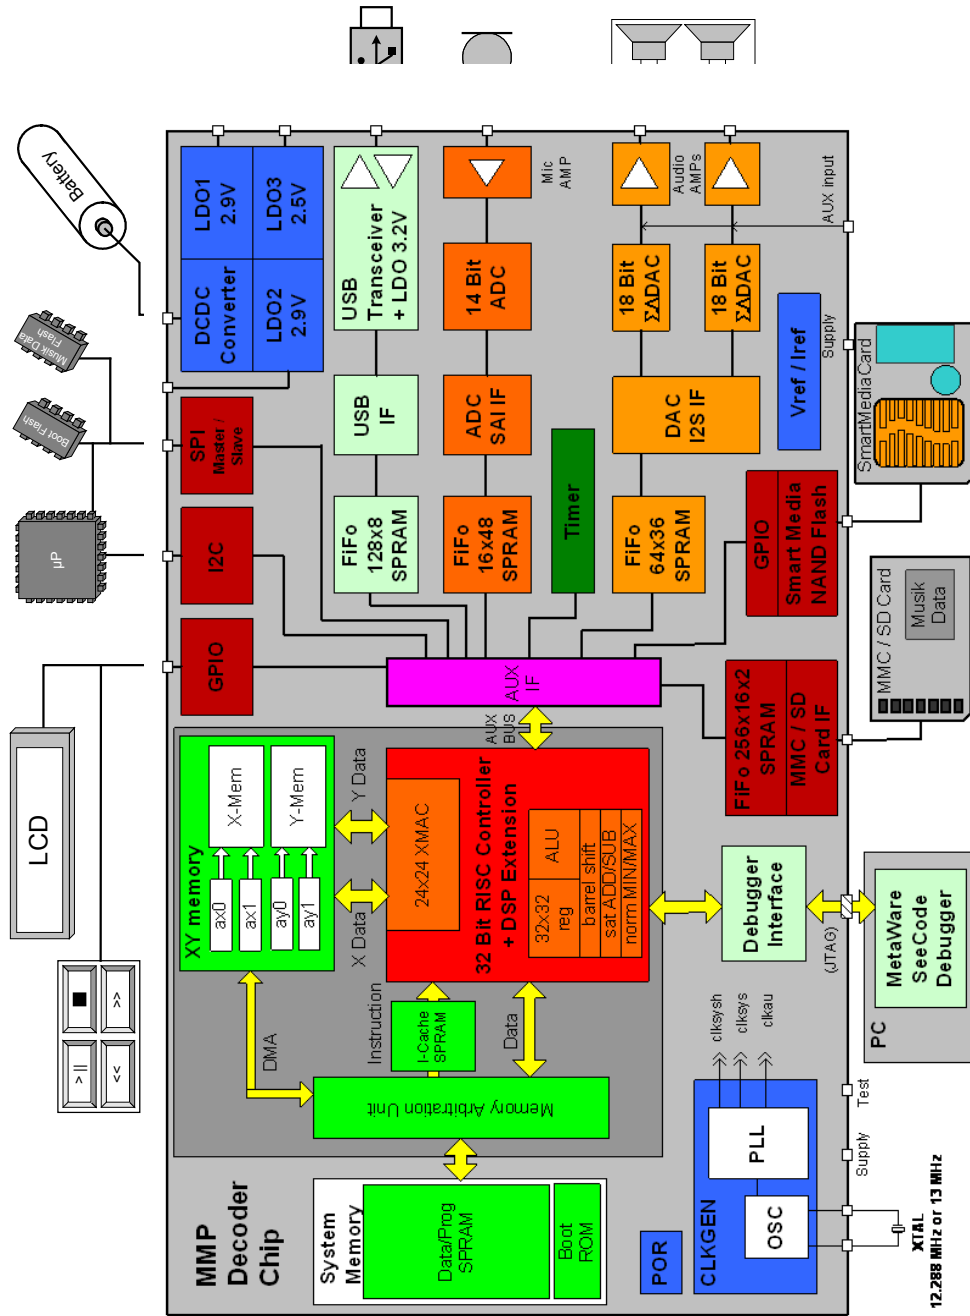 Battery
Musik Data
Flash
Boot Flash
µP
LCD
>||
<<
>>
LDO1
2.9V
LDO3
2.5V
DCDC
Converter
LDO2
2.9V
SPI
Master /
Slave
I2C
GPIO
USB
Transceiver
+ LDO 3.2V
USB
IF
FiFo
128x8
SPRAM
Mic
AMP
14 Bit
ADC
ADC
SAI IF
FiFo
16x48
SPRAM
Timer
Audio
AMPs
18 Bit
ΣΔDAC
18 Bit
ΣΔDAC
DAC
I2S IF
FiFo
64x36
SPRAM
AUX input
Supply
Vref / Iref
GPIO
Smart Media
NAND Flash
SmartMediaCard
AUX
IF
AUX
BUS
FiFo 256x16x2
SPRAM
MMC / SD
Card IF
MMC / SD Card
Musik
Data
XY memory
ax0
ax1
ay0
ay1
X-Mem
Y-Mem
X Data
Y Data
24x24 XMAC
32 Bit RISC Controller
+ DSP Extension
32x32
reg
ALU
barrel shift
sat ADD/SUB
norm MIN/MAX
DMA
Instruction
I-Cache
SPRAM
Data
Memory Arbitration
Unit
Debugger
Interface
(JTAG)
MetaWare
SeeCode
Debugger
PC
MMP
Decoder
Chip
System
Memory
Data/Prog
SPRAM
Boot
ROM
POR
CLKGEN
OSC
PLL
clksysh
clksys
clkau
Supply
Test
XTAL
12.288 MHz or 13 MHz